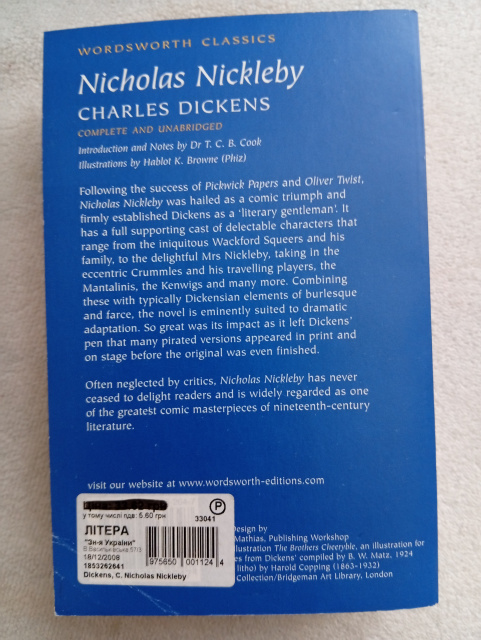 WORDSWORTH CLASSICS
Nicholas Nickleby
CHARLES DICKENS
COMPLETE AND UNABRIDGED
Introduction and Notes by Dr T. C. B. Cook
Illustrations by Hablot K. Browne (Phiz)
Following the success of Pickwick Papers and Oliver Twist,
Nicholas Nickleby was hailed as a comic triumph and
firmly established Dickens as a 'literary gentleman'. It
has a full supporting cast of delectable characters that
range from the iniquitous Wackford Squeers and his
family, to the delightful Mrs Nickleby, taking in the
eccentric Crummles and his travelling players, the
Mantalinis, the Kenwigs and many more. Combining
these with typically Dickensian elements of burlesque
and farce, the novel is eminently suited to dramatic
adaptation. So great was its impact as it left Dickens'
pen that many pirated versions appeared in print and
on stage before the original was even finished.
Often neglected by critics, Nicholas Nickleby has never
ceased to delight readers and is widely regarded as one
of the greatest comic masterpieces of nineteenth-century
literature.
visit our website at www.wordsworth-editions.com
у тому числі пдв: 5.60 грн
P
33041
ЛІТЕРА
"Зн-я України"
18/12/2008
1853262641
9756500011244
Dickens, C. Nicholas Nickleby
Design by
Mathias, Publishing Workshop
llustration The Brothers Cheeryble, an illustration for
es from Dickens' compiled by B. W. Matz, 1924
litho) by Harold Copping (1863-1932)
Collection/Bridgeman Art Library, London